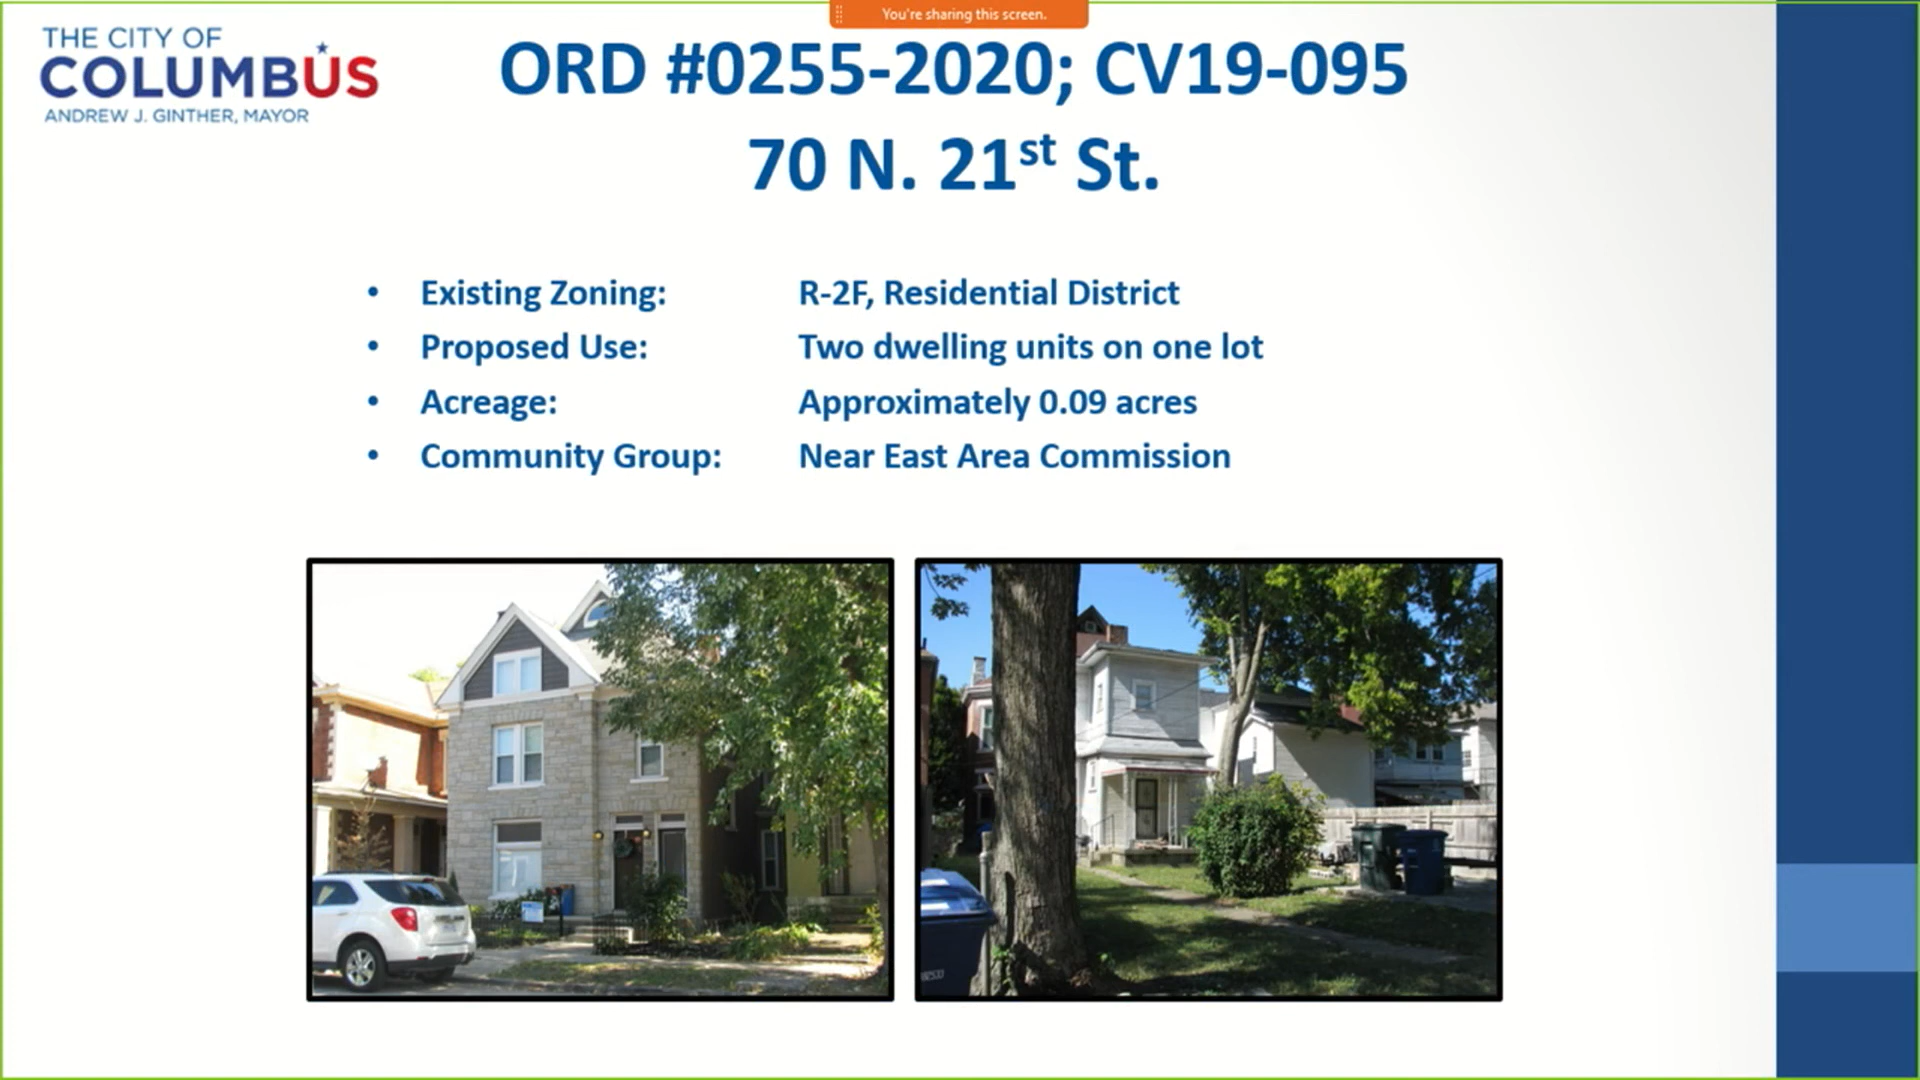 You're sharing this screen.
THE CITY OF
COLUMBUS
ANDREW J. GINTHER, MAYOR
ORD #0255-2020; CV19-095
70 N. 21st St.
• Existing Zoning: R-2F, Residential District
• Proposed Use: Two dwelling units on one lot
• Acreage: Approximately 0.09 acres
• Community Group: Near East Area Commission